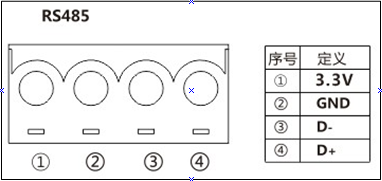 RS485
① ② ③ ④
序号 定义
① 3.3V
② GND
③ D-
④ D+